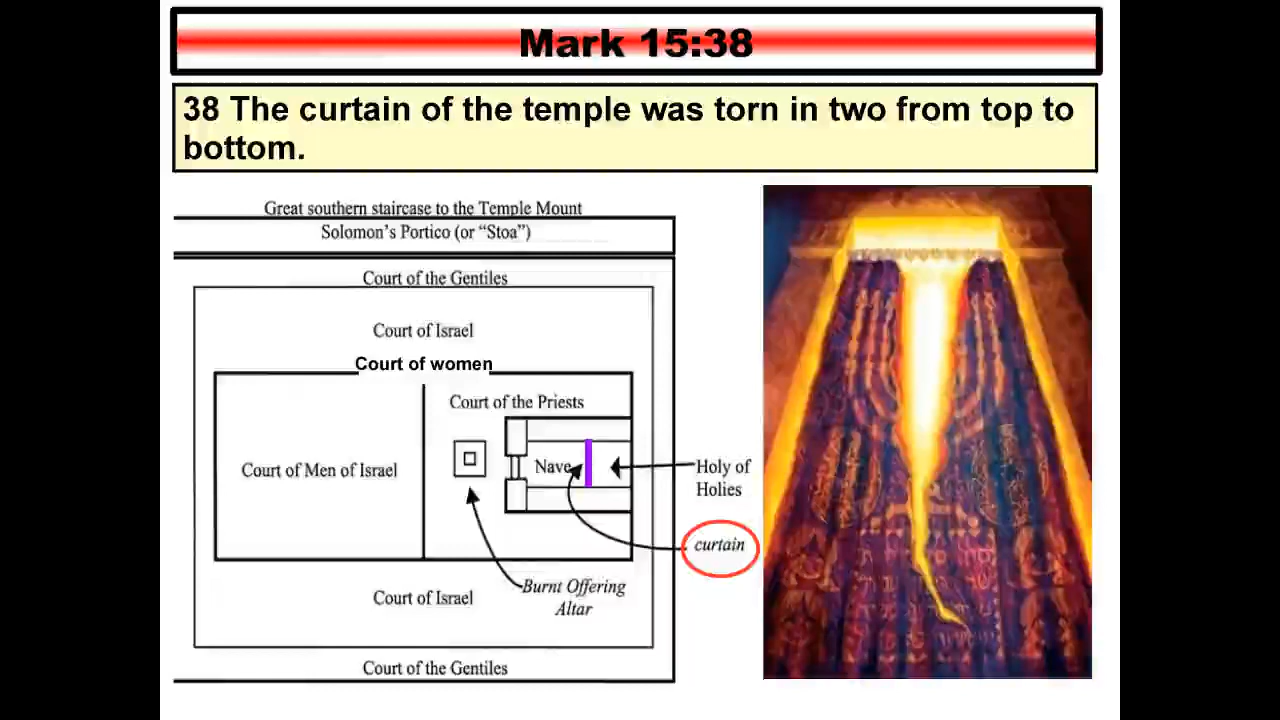 Mark 15:38
38 The curtain of the temple was torn in two from top to
bottom.
Great southern staircase to the Temple Mount
Solomon's Portico (or “Stoa”)
Court of the Gentiles
Court of Israel
Court of women
Court of the Priests
Court of Men of Israel
Nave
Holy of
Holies
curtain
Burnt Offering
Altar
Court of Israel
Court of the Gentiles